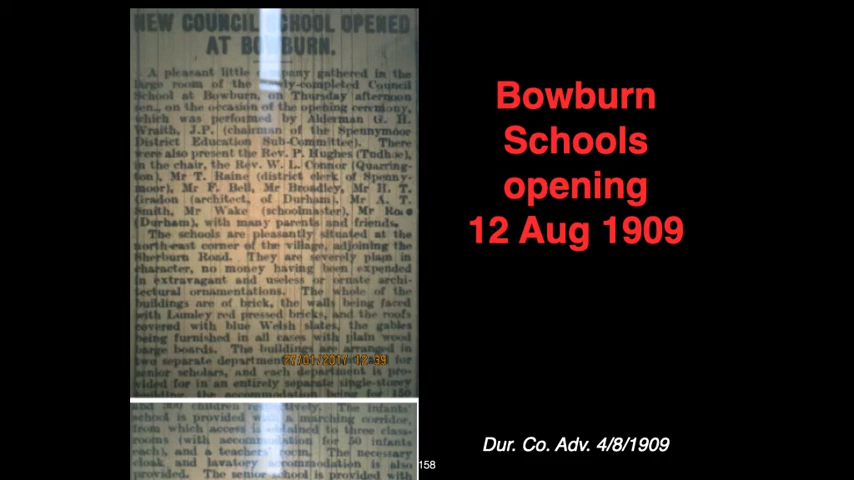 NEW COUNCIL SCHOOL OPENED
AT BOWBURN.
A pleasant little company gathered in the
large room of the newly-completed Council
School at Bowburn, on Thursday afternoon
on the occasion of the opening ceremony,
which was performed by Alderman G. H.
Wraith, J.P. (chairman of the Spennymoor
District Education Sub-Committee). There
were also present the Rev. P. Hughes (Tudhoe),
in the chair, the Rev. W. L. Connor (Quarring-
ton), Mr T. Raine (district clerk of Spenny-
moor), Mr F. Bell, Mr Broadley, Mr H. T.
Gradon (architect, of Durham), Mr A. T.
Smith, Mr Wake (schoolmaster), Mr
(Durham), with many parents and friends.
The schools are pleasantly situated at the
north-east corner of the village, adjoining the
Sherburn Road. They are severely plain in
character, no money having been expended
in extravagant and useless or ornate archi-
tectural ornamentations. The whole of the
buildings are of brick, the walls being faced
with Lumley red pressed bricks, and the roofs
covered with blue Welsh slates, the gables
being furnished in all cases with plain wood
barge boards. The buildings are arranged in
two separate department for
27/01/2017 12:39
senior scholars, and each department is pro-
vided for in an entirely separate single-storey
building, the accommodation being for 150
and 300 children respectively. The infants'
school is provided with a marching corridor,
from which access is obtained to three class-
rooms (with accommodation for 50 infants
each), and a teachers' room. The necessary
cloak and lavatory accommodation is also
provided. The senior school is provided with
Bowburn
Schools
opening
12 Aug 1909
Dur. Co. Adv. 4/8/1909
158